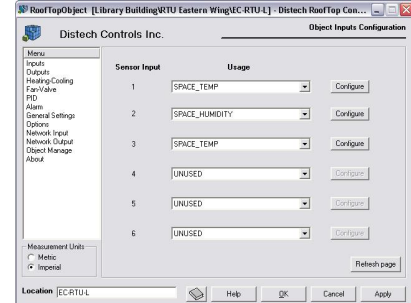 RoofTopObject [Library Building\RTU Eastern Wing\EC-RTU-L] - Distech RoofTop Con...
Distech Controls Inc.
Object Inputs Configuration
Menu
Inputs
Outputs
Heating-Cooling
Fan-Valve
PID
Alarm
General Settings
Options
Network Input
Network Output
Object Manage
About
Sensor Input Usage
1 SPACE_TEMP Configure
2 SPACE_HUMIDITY Configure
3 SPACE_TEMP Configure
4 UNUSED Configure
5 UNUSED Configure
6 UNUSED Configure
Measurement Units
Metric
Imperial
Refresh page
Location EC-RTU-L Help OK Cancel Apply